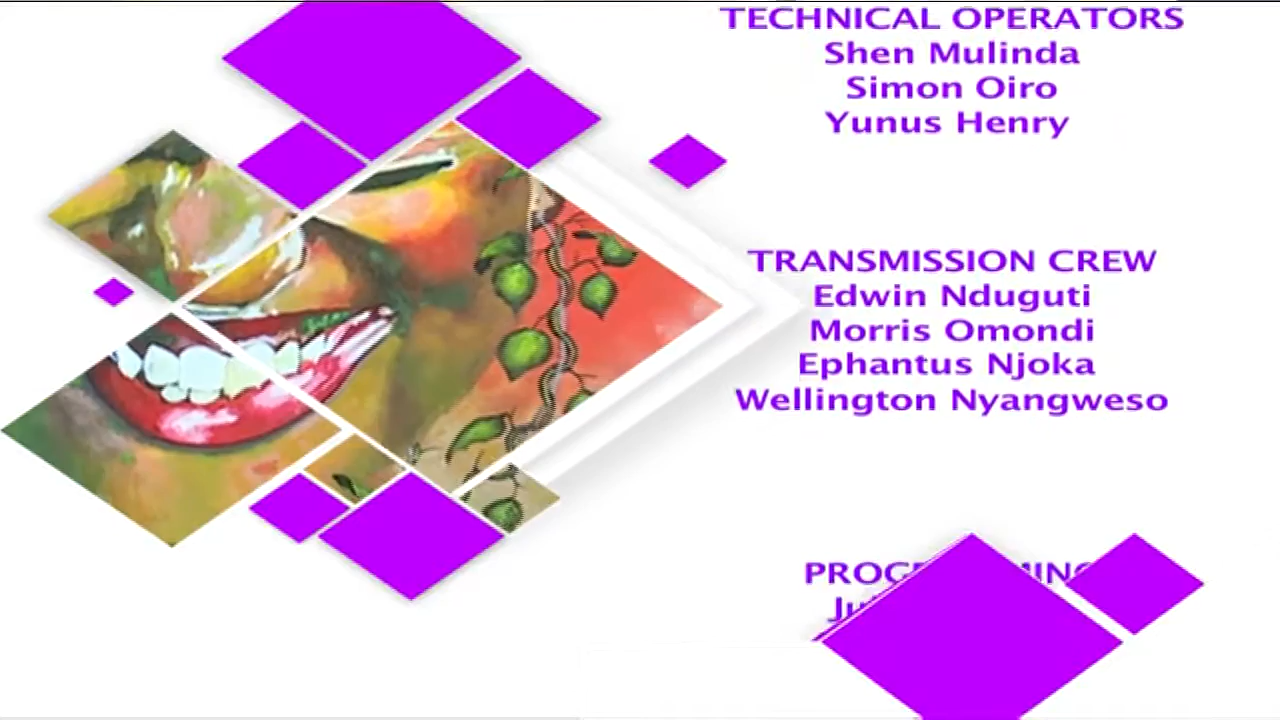 TECHNICAL OPERATORS
Shen Mulinda
Simon Oiro
Yunus Henry
TRANSMISSION CREW
Edwin Nduguti
Morris Omondi
Ephantus Njoka
Wellington Nyangweso